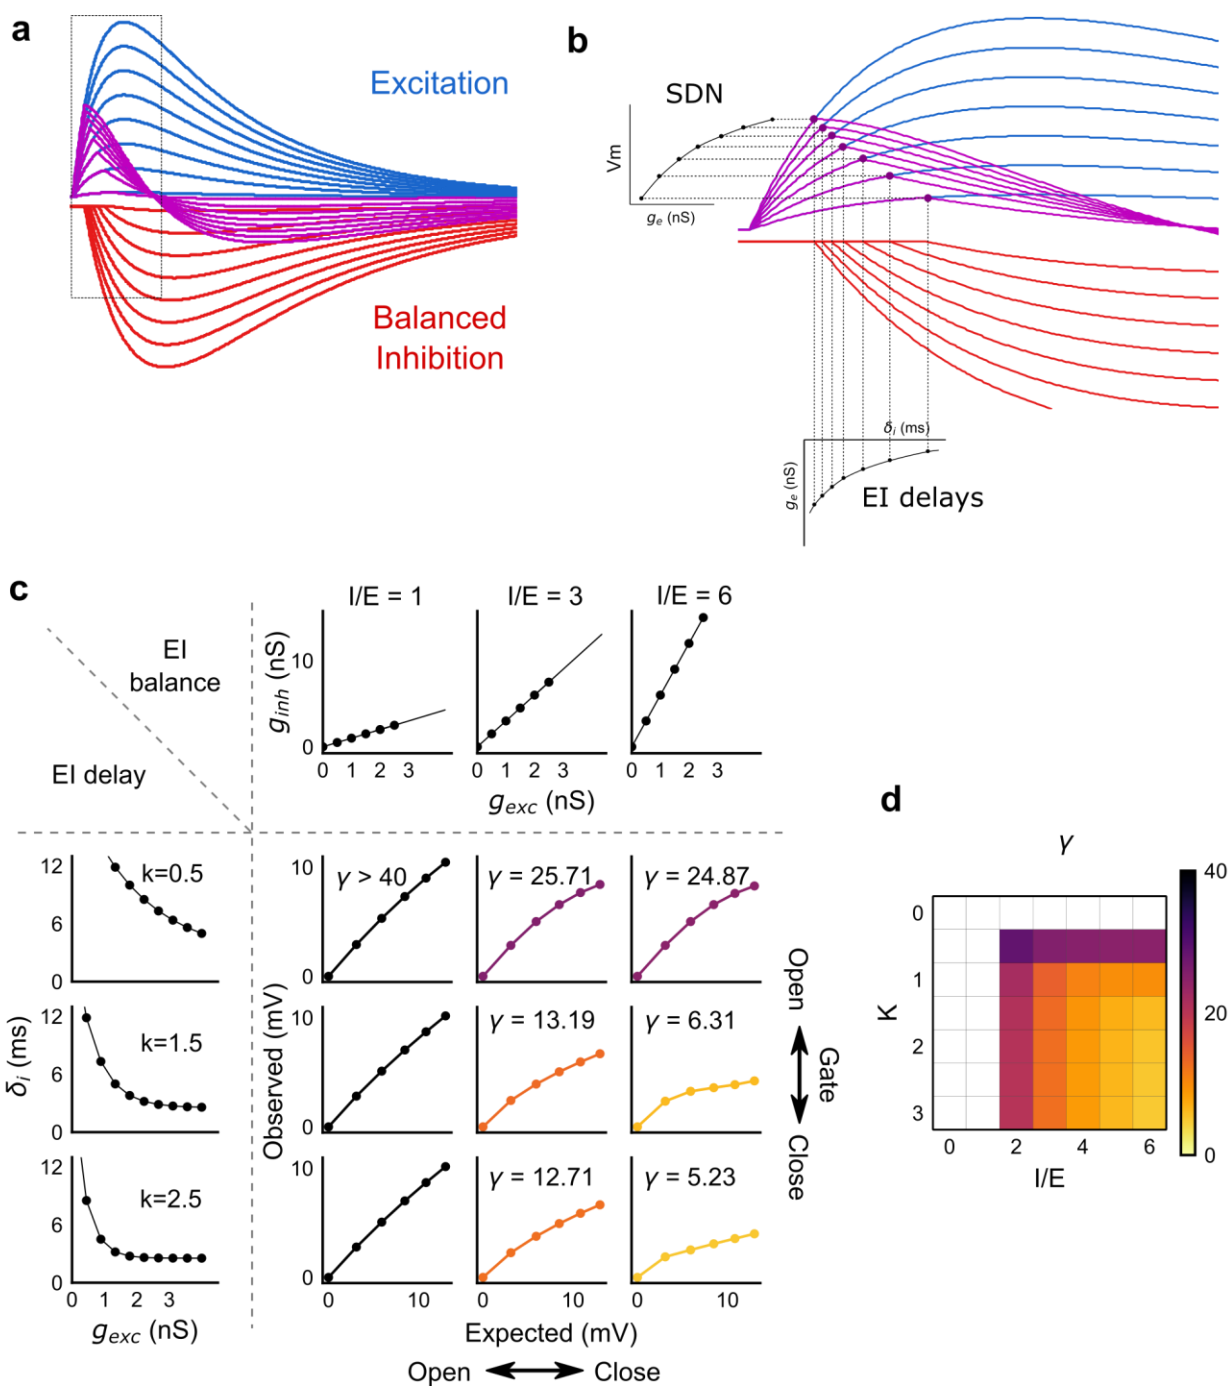 a
Excitation
Balanced
Inhibition
b
SDN
Vm
gₑ (nS)
δᵢ (ms)
gₑ (nS)
EI delays
c
EI
balance
EI delay
I/E = 1
I/E = 3
I/E = 6
g_inh (nS)
10
0
0 1 2 3
0 1 2 3
0 1 2 3
g_exc (nS)
k=0.5
12
6
0
k=1.5
12
6
0
k=2.5
12
6
0
0 1 2 3
δᵢ (ms)
g_exc (nS)
Observed (mV)
10
0
γ > 40
γ = 25.71
γ = 24.87
10
0
γ = 13.19
γ = 6.31
10
0
γ = 12.71
γ = 5.23
0 10
0 10
0 10
Expected (mV)
Open
Close
Open
Gate
Close
d
γ
K
0
1
2
3
0 2 4 6
I/E
40
20
0